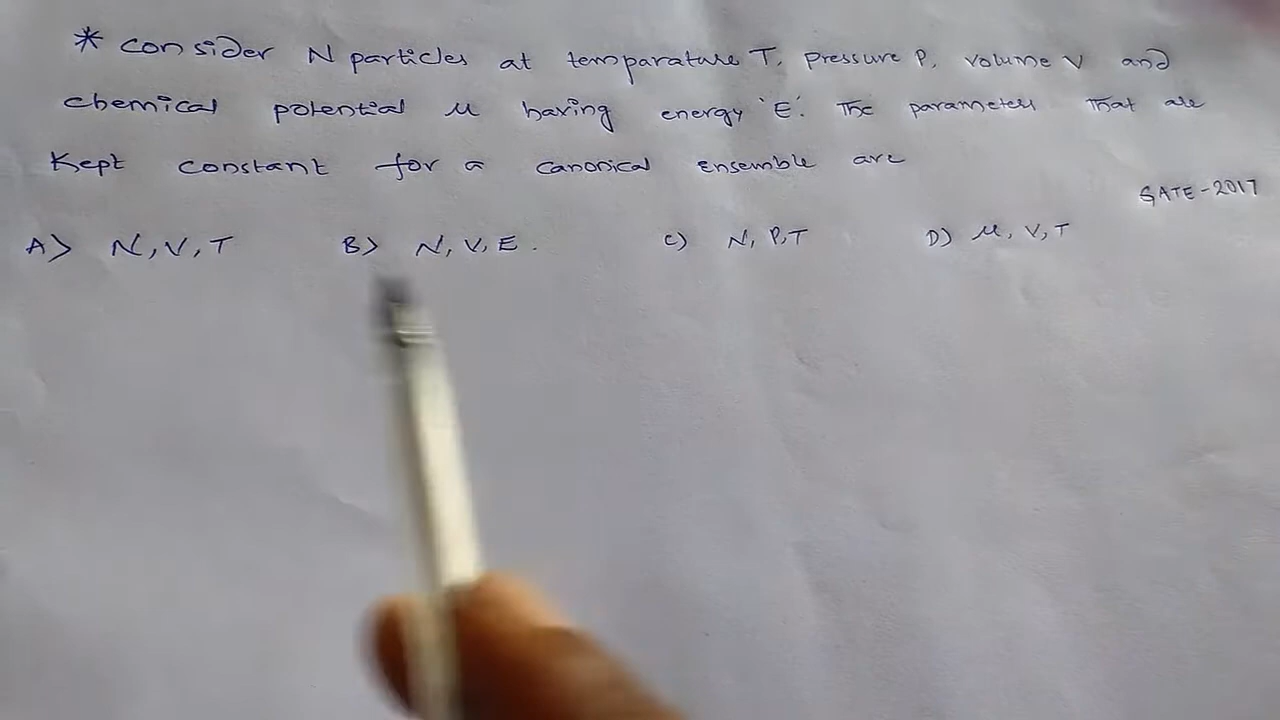 * consider N particles at temparature T, pressure P, volume V and
chemical potential μ having energy 'E'. The parameters that are
Kept constant for a canonical ensemble are
GATE-2017
A> N, V, T B> N, V, E. C) N, P, T D) μ, V, T